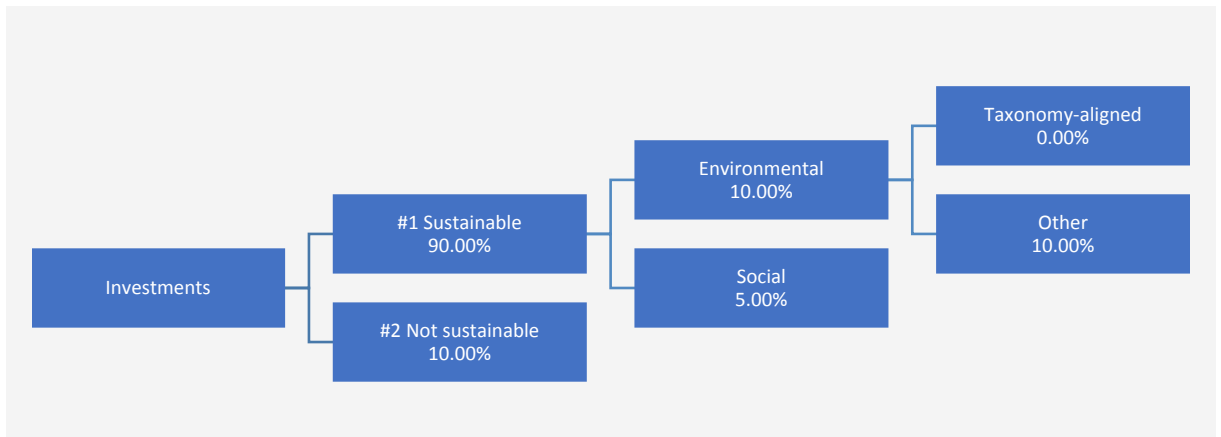 Investments
#1 Sustainable
90.00%
#2 Not sustainable
10.00%
Environmental
10.00%
Social
5.00%
Taxonomy-aligned
0.00%
Other
10.00%